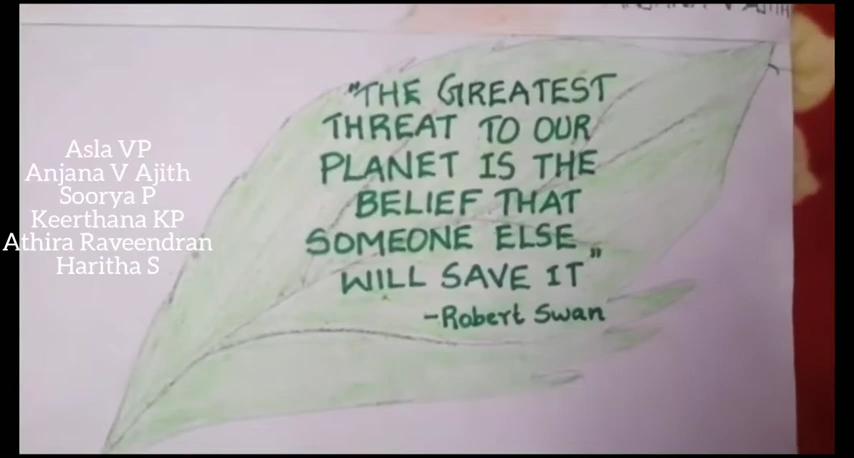 "THE GREATEST
THREAT TO OUR
PLANET IS THE
BELIEF THAT
SOMEONE ELSE
WILL SAVE IT"
-Robert Swan
Asla VP
Anjana V Ajith
Soorya P
Keerthana KP
Athira Raveendran
Haritha S